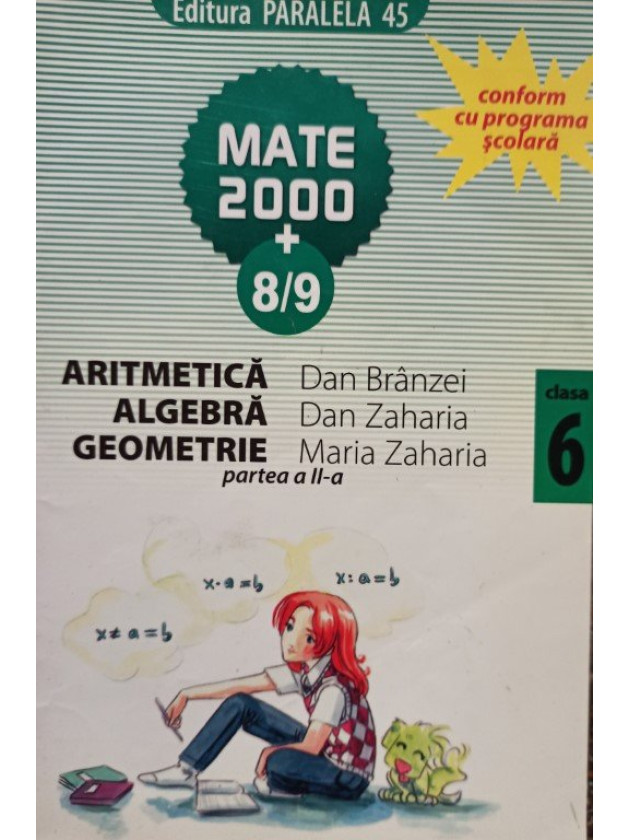 Editura PARALELA 45
conform
cu programa
școlară
MATE
2000
+
8/9
ARITMETICĂ Dan Brânzei
ALGEBRĂ Dan Zaharia
GEOMETRIE Maria Zaharia
partea a II-a
clasa
6
x·a=b
x:a=b
x≠a=b